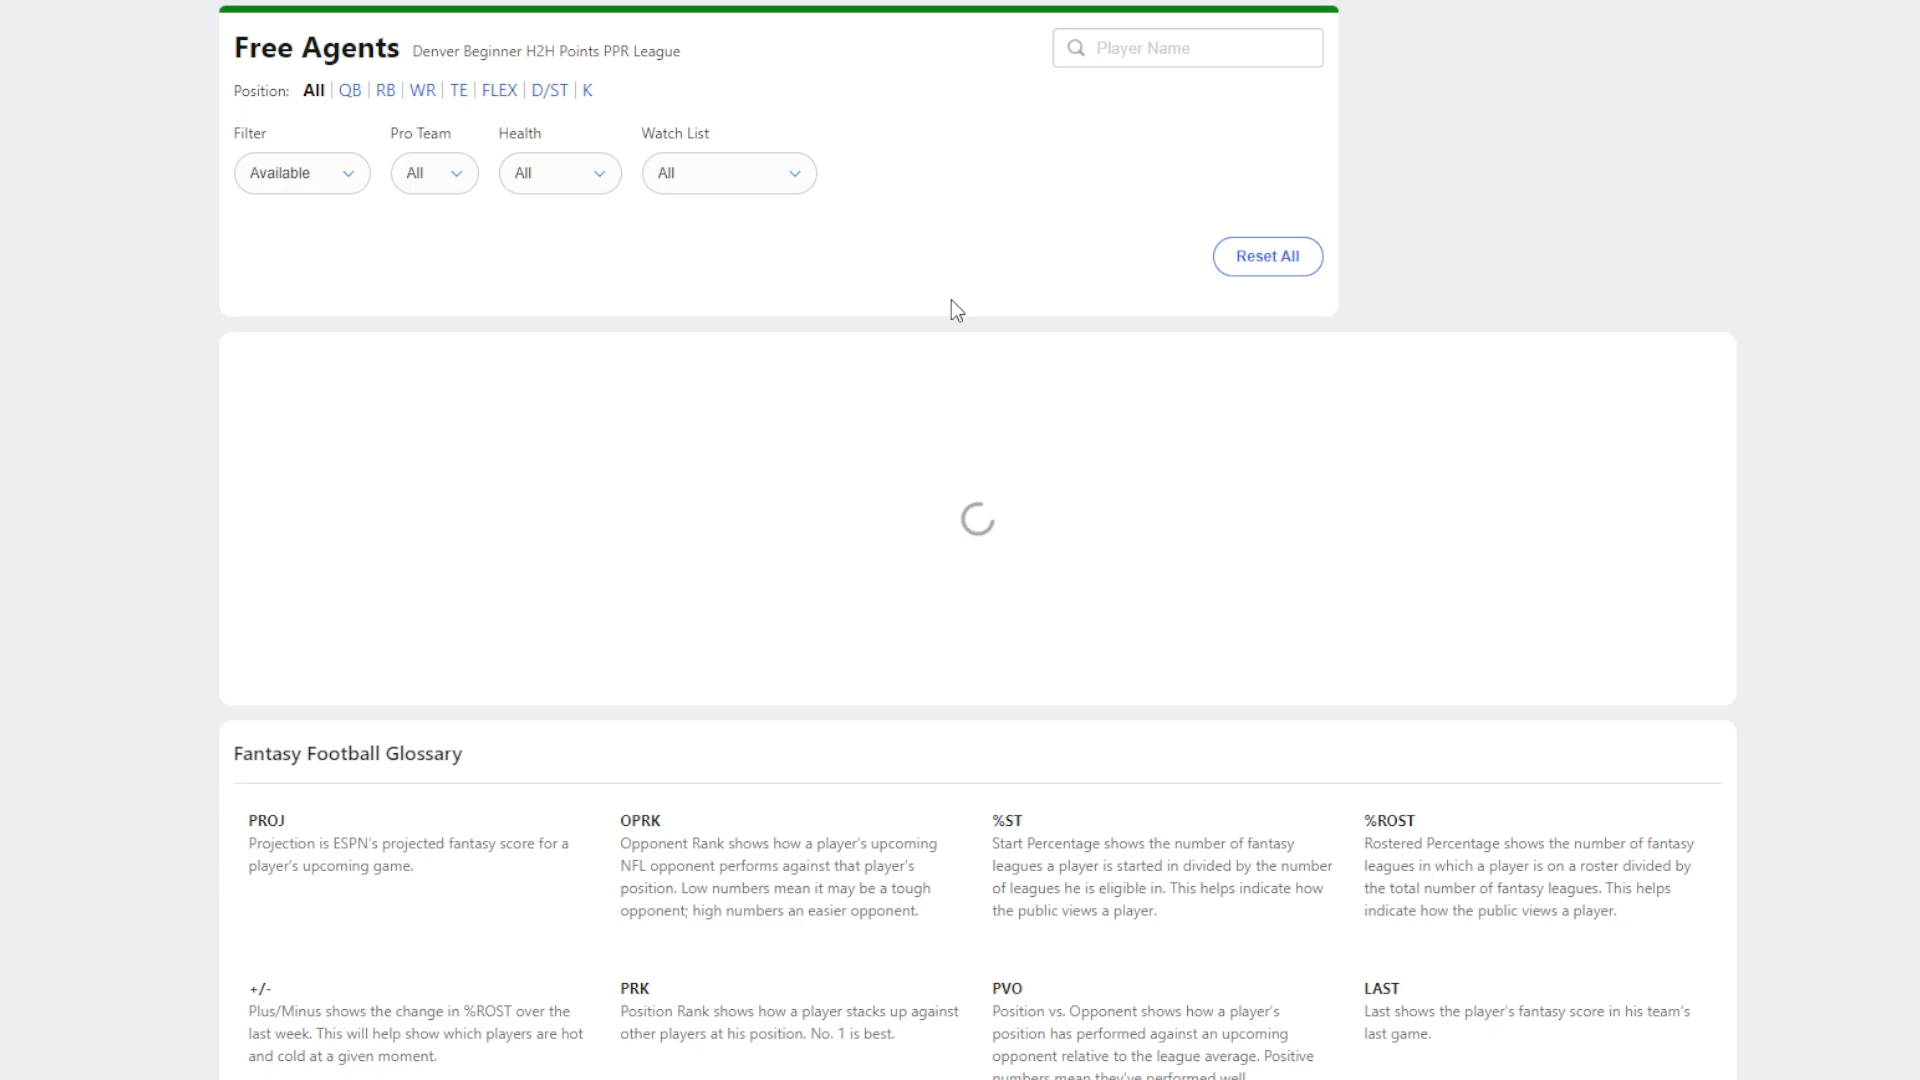 Free Agents Denver Beginner H2H Points PPR League
Player Name
Position: All QB RB WR TE FLEX D/ST K
Filter Pro Team Health Watch List
Available All All All
Reset All
Fantasy Football Glossary
PROJ
Projection is ESPN's projected fantasy score for a
player's upcoming game.
OPRK
Opponent Rank shows how a player's upcoming
NFL opponent performs against that player's
position. Low numbers mean it may be a tough
opponent; high numbers an easier opponent.
%ST
Start Percentage shows the number of fantasy
leagues a player is started in divided by the number
of leagues he is eligible in. This helps indicate how
the public views a player.
%ROST
Rostered Percentage shows the number of fantasy
leagues in which a player is on a roster divided by
the total number of fantasy leagues. This helps
indicate how the public views a player.
+/-
Plus/Minus shows the change in %ROST over the
last week. This will help show which players are hot
and cold at a given moment.
PRK
Position Rank shows how a player stacks up against
other players at his position. No. 1 is best.
PVO
Position vs. Opponent shows how a player's
position has performed against an upcoming
opponent relative to the league average. Positive
numbers mean they've performed well
LAST
Last shows the player's fantasy score in his team's
last game.